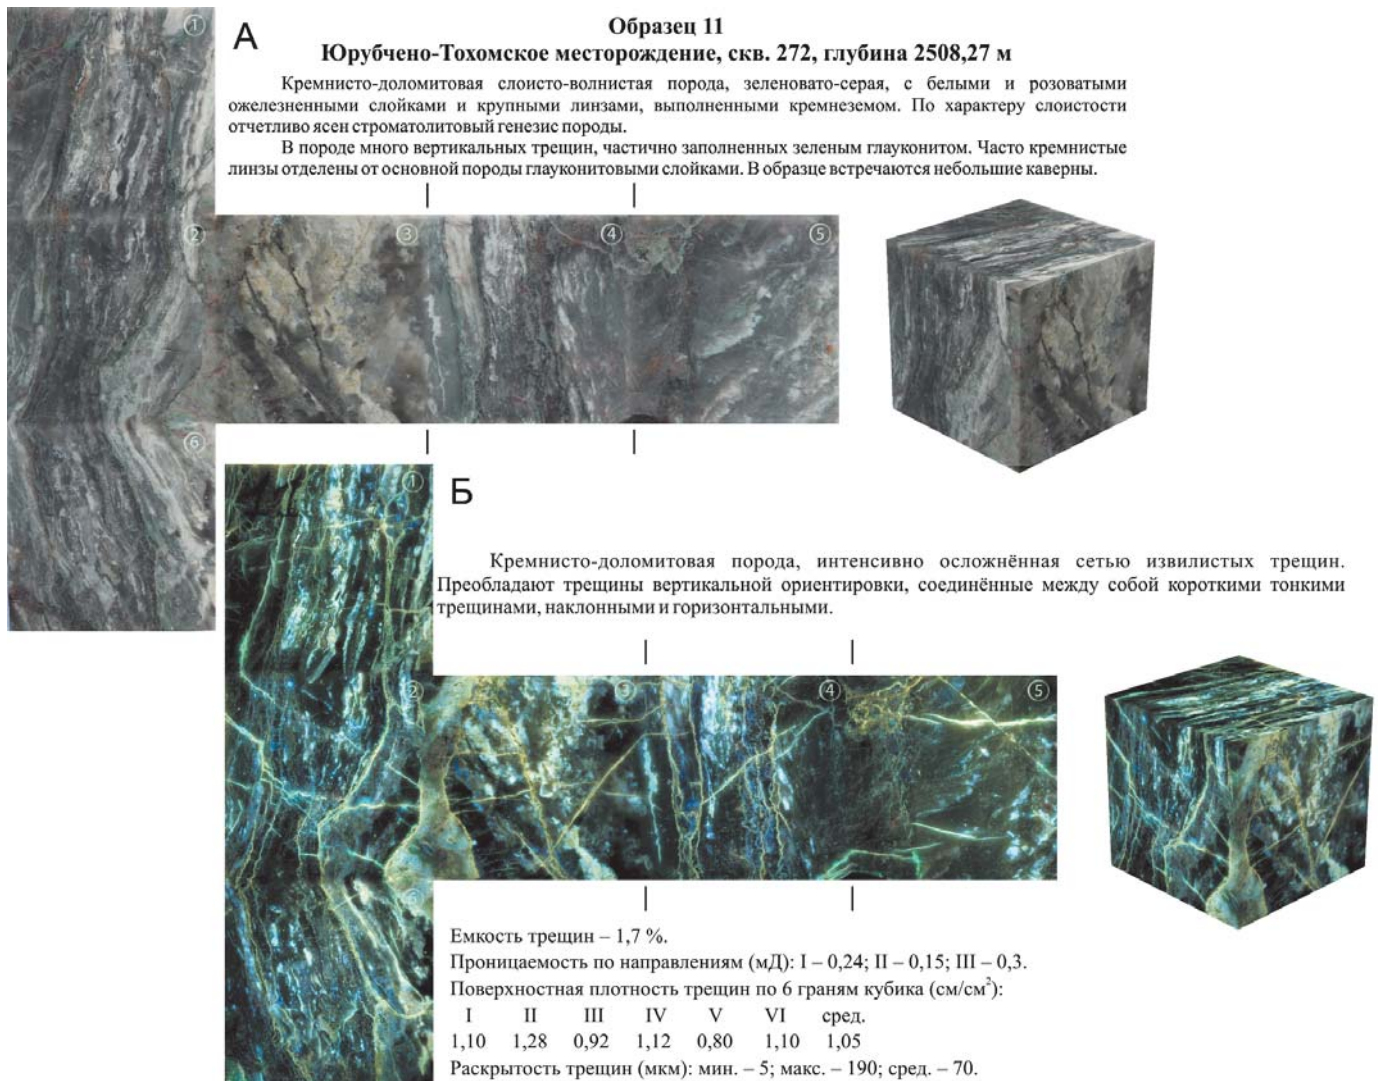 А
Образец 11
Юрубчено-Тохомское месторождение, скв. 272, глубина 2508,27 м
Кремнисто-доломитовая слоисто-волнистая порода, зеленовато-серая, с белыми и розоватыми
ожелезненными слойками и крупными линзами, выполненными кремнеземом. По характеру слоистости
отчетливо ясен строматолитовый генезис породы.
В породе много вертикальных трещин, частично заполненных зеленым глауконитом. Часто кремнистые
линзы отделены от основной породы глауконитовыми слойками. В образце встречаются небольшие каверны.
①
② ③ ④ ⑤
⑥
Б
Кремнисто-доломитовая порода, интенсивно осложнённая сетью извилистых трещин.
Преобладают трещины вертикальной ориентировки, соединённые между собой короткими тонкими
трещинами, наклонными и горизонтальными.
①
② ③ ④ ⑤
⑥
Емкость трещин – 1,7 %.
Проницаемость по направлениям (мД): I – 0,24; II – 0,15; III – 0,3.
Поверхностная плотность трещин по 6 граням кубика (см/см²):
I II III IV V VI сред.
1,10 1,28 0,92 1,12 0,80 1,10 1,05
Раскрытость трещин (мкм): мин. – 5; макс. – 190; сред. – 70.